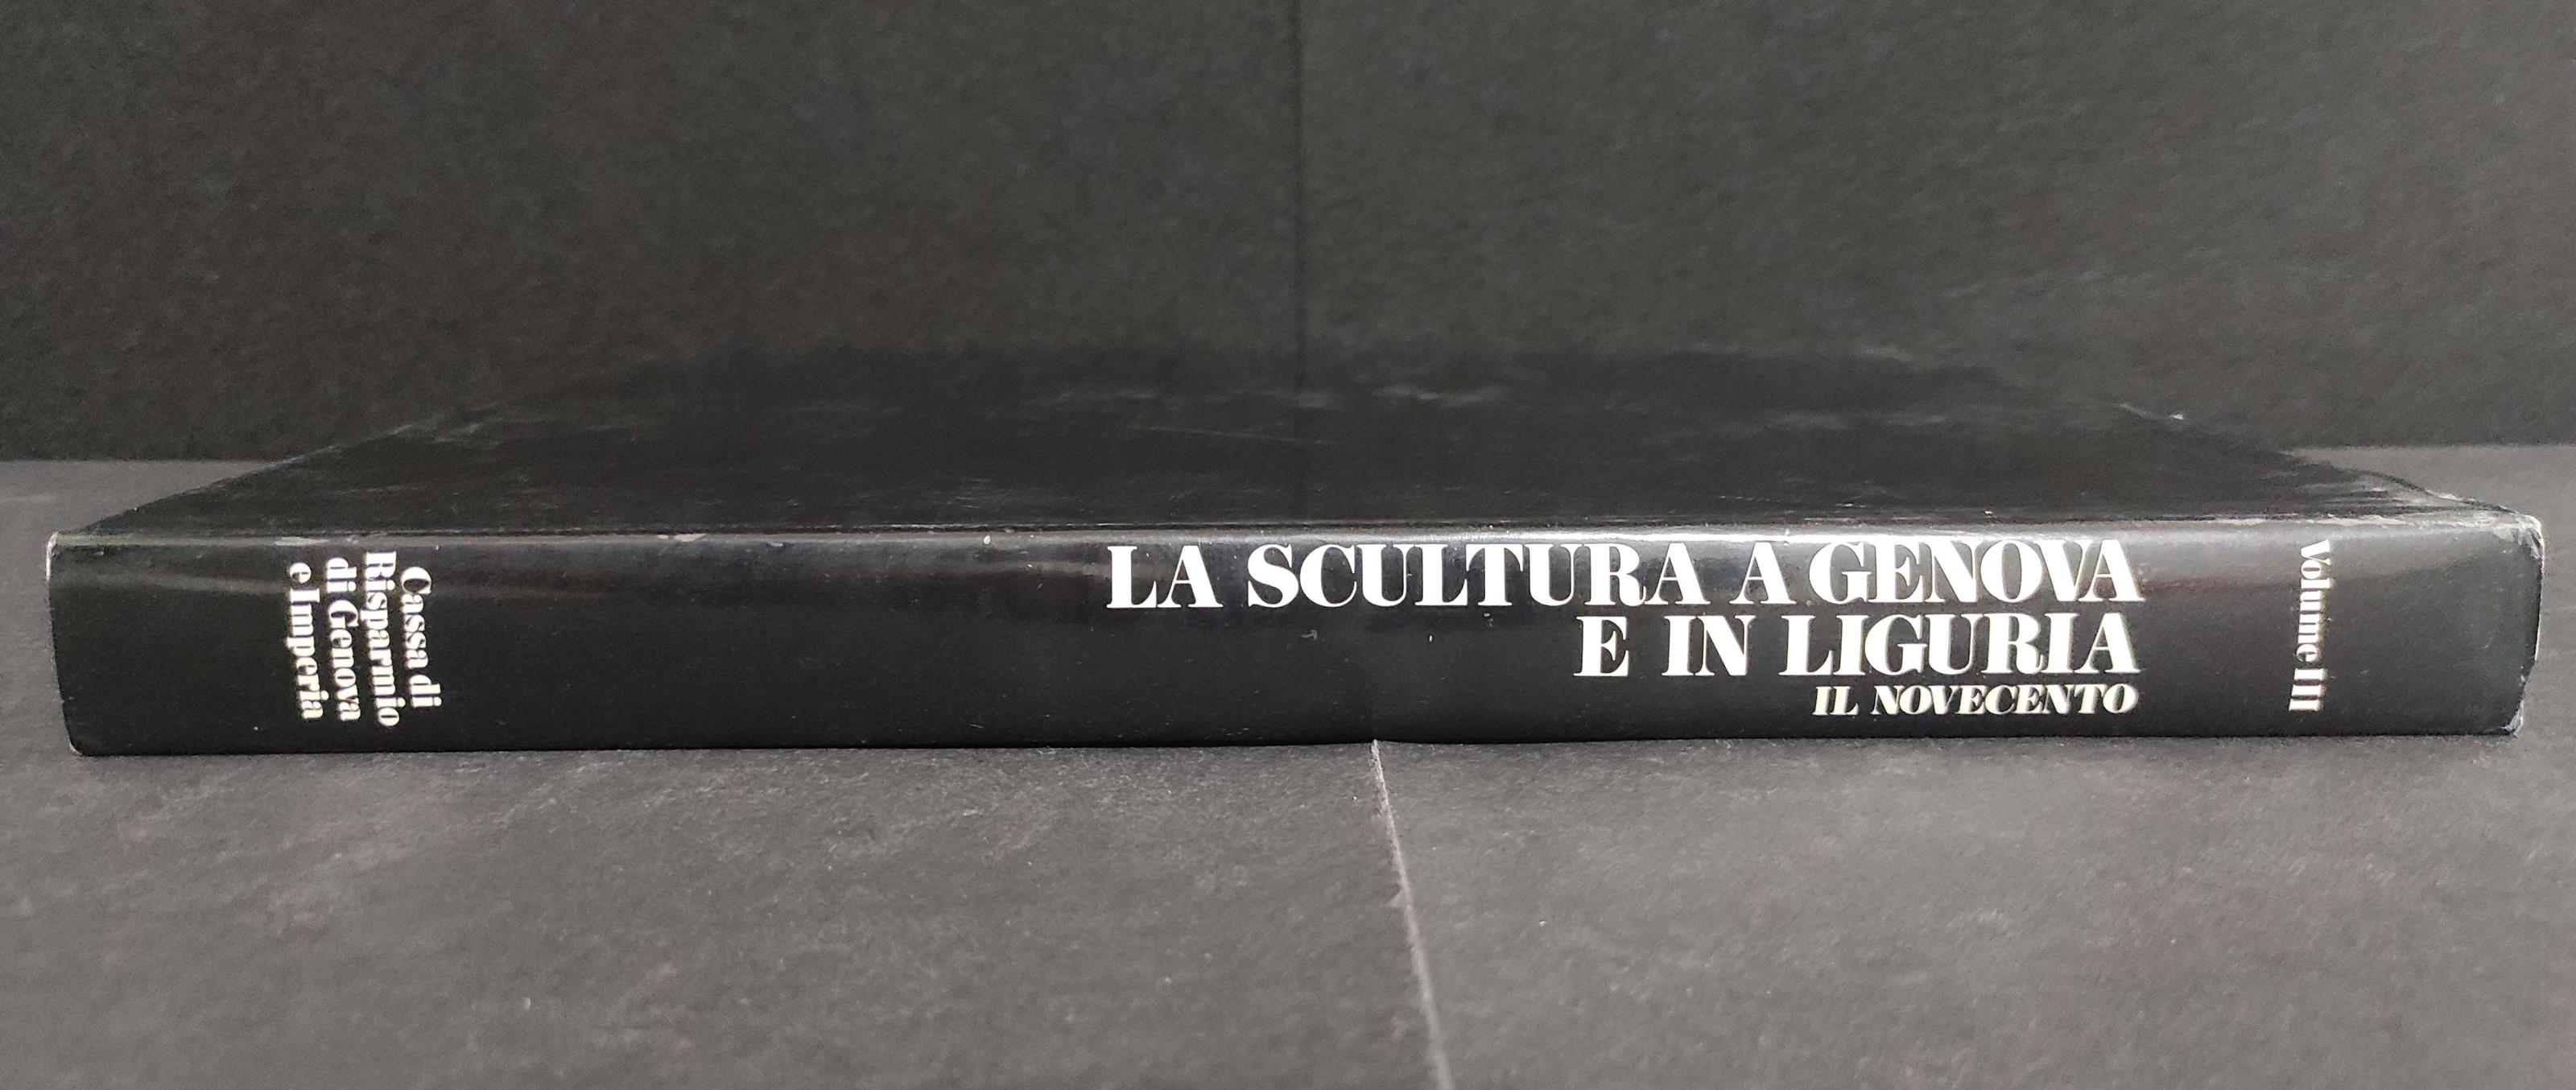 Cassa di
Risparmio
di Genova
e Imperia
LA SCULTURA A GENOVA
E IN LIGURIA
IL NOVECENTO
Volume III